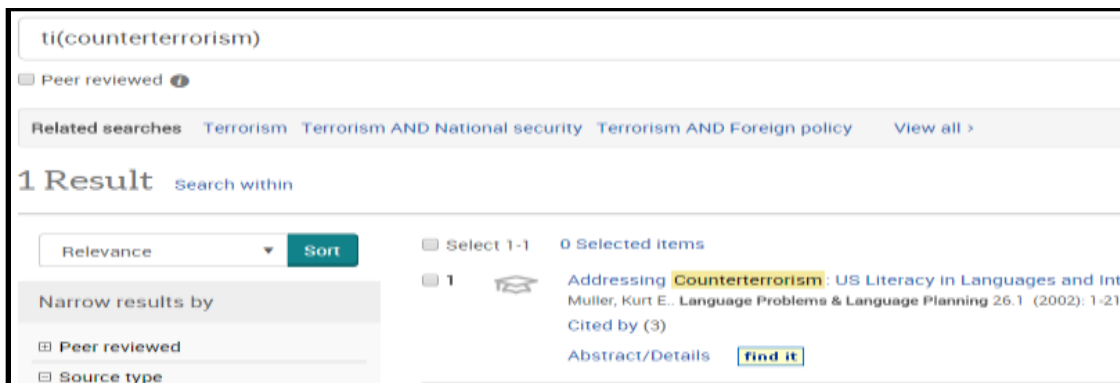 ti(counterterrorism)
Peer reviewed
Related searches Terrorism Terrorism AND National security Terrorism AND Foreign policy View all ›
1 Result Search within
Relevance Sort
Select 1-1 0 Selected items
Narrow results by
Peer reviewed
Source type
1 Addressing Counterterrorism: US Literacy in Languages and Int
Muller, Kurt E.. Language Problems & Language Planning 26.1 (2002): 1-21
Cited by (3)
Abstract/Details find it